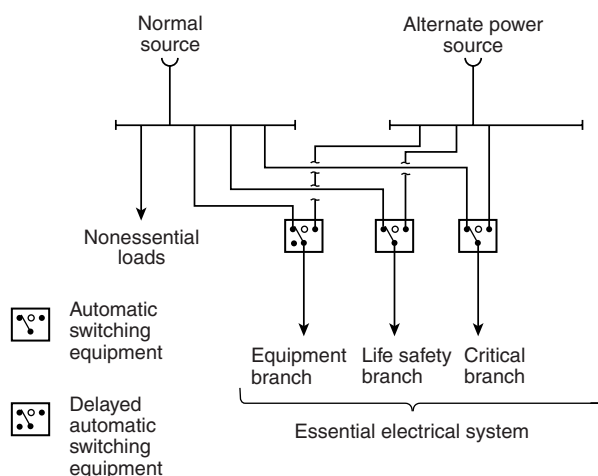 Normal
source
Alternate power
source
Nonessential
loads
Automatic
switching
equipment
Delayed
automatic
switching
equipment
Equipment
branch
Life safety
branch
Critical
branch
Essential electrical system